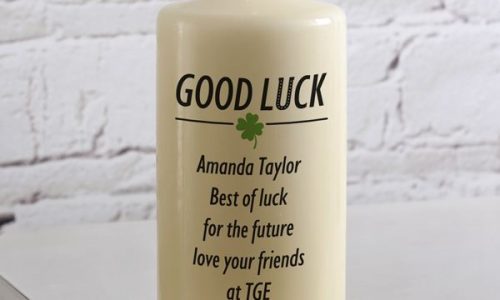 GOOD LUCK
Amanda Taylor
Best of luck
for the future
love your friends
at TGE